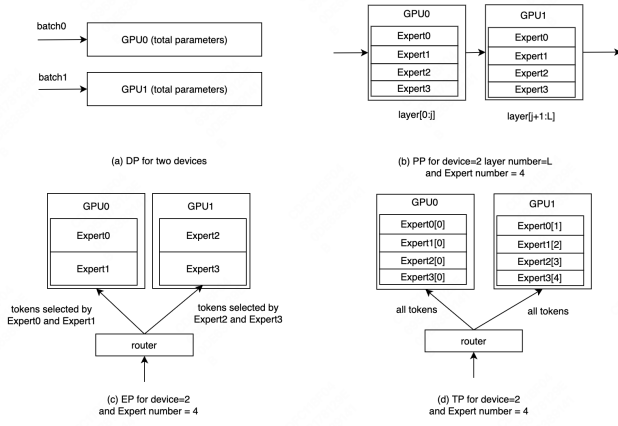 batch0
GPU0 (total parameters)
batch1
GPU1 (total parameters)
(a) DP for two devices
GPU0
Expert0
Expert1
Expert2
Expert3
layer[0:j]
GPU1
Expert0
Expert1
Expert2
Expert3
layer[j+1:L]
(b) PP for device=2 layer number=L
and Expert number = 4
GPU0
Expert0
Expert1
GPU1
Expert2
Expert3
tokens selected by
Expert0 and Expert1
tokens selected by
Expert2 and Expert3
router
(c) EP for device=2
and Expert number = 4
GPU0
Expert0[0]
Expert1[0]
Expert2[0]
Expert3[0]
GPU1
Expert0[1]
Expert1[2]
Expert2[3]
Expert3[4]
all tokens
all tokens
router
(d) TP for device=2
and Expert number = 4